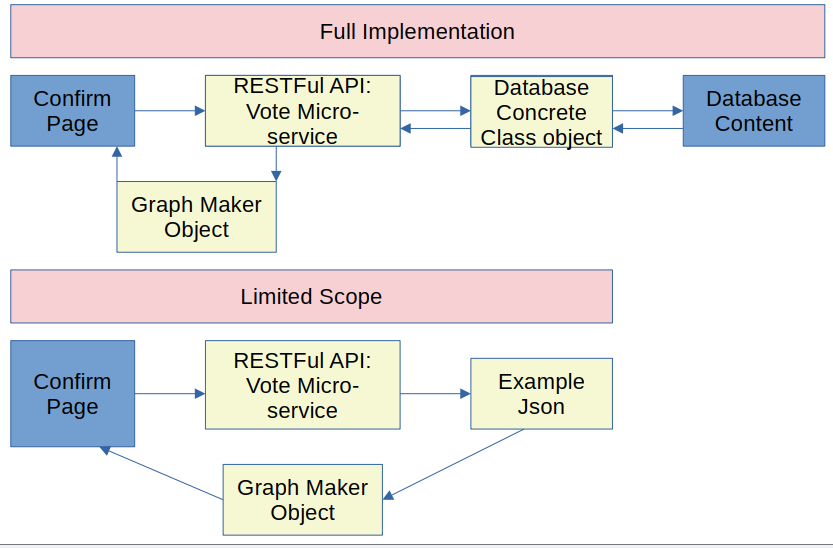 Full Implementation
Confirm
Page
RESTFul API:
Vote Micro-
service
Database
Concrete
Class object
Database
Content
Graph Maker
Object
Limited Scope
Confirm
Page
RESTFul API:
Vote Micro-
service
Example
Json
Graph Maker
Object